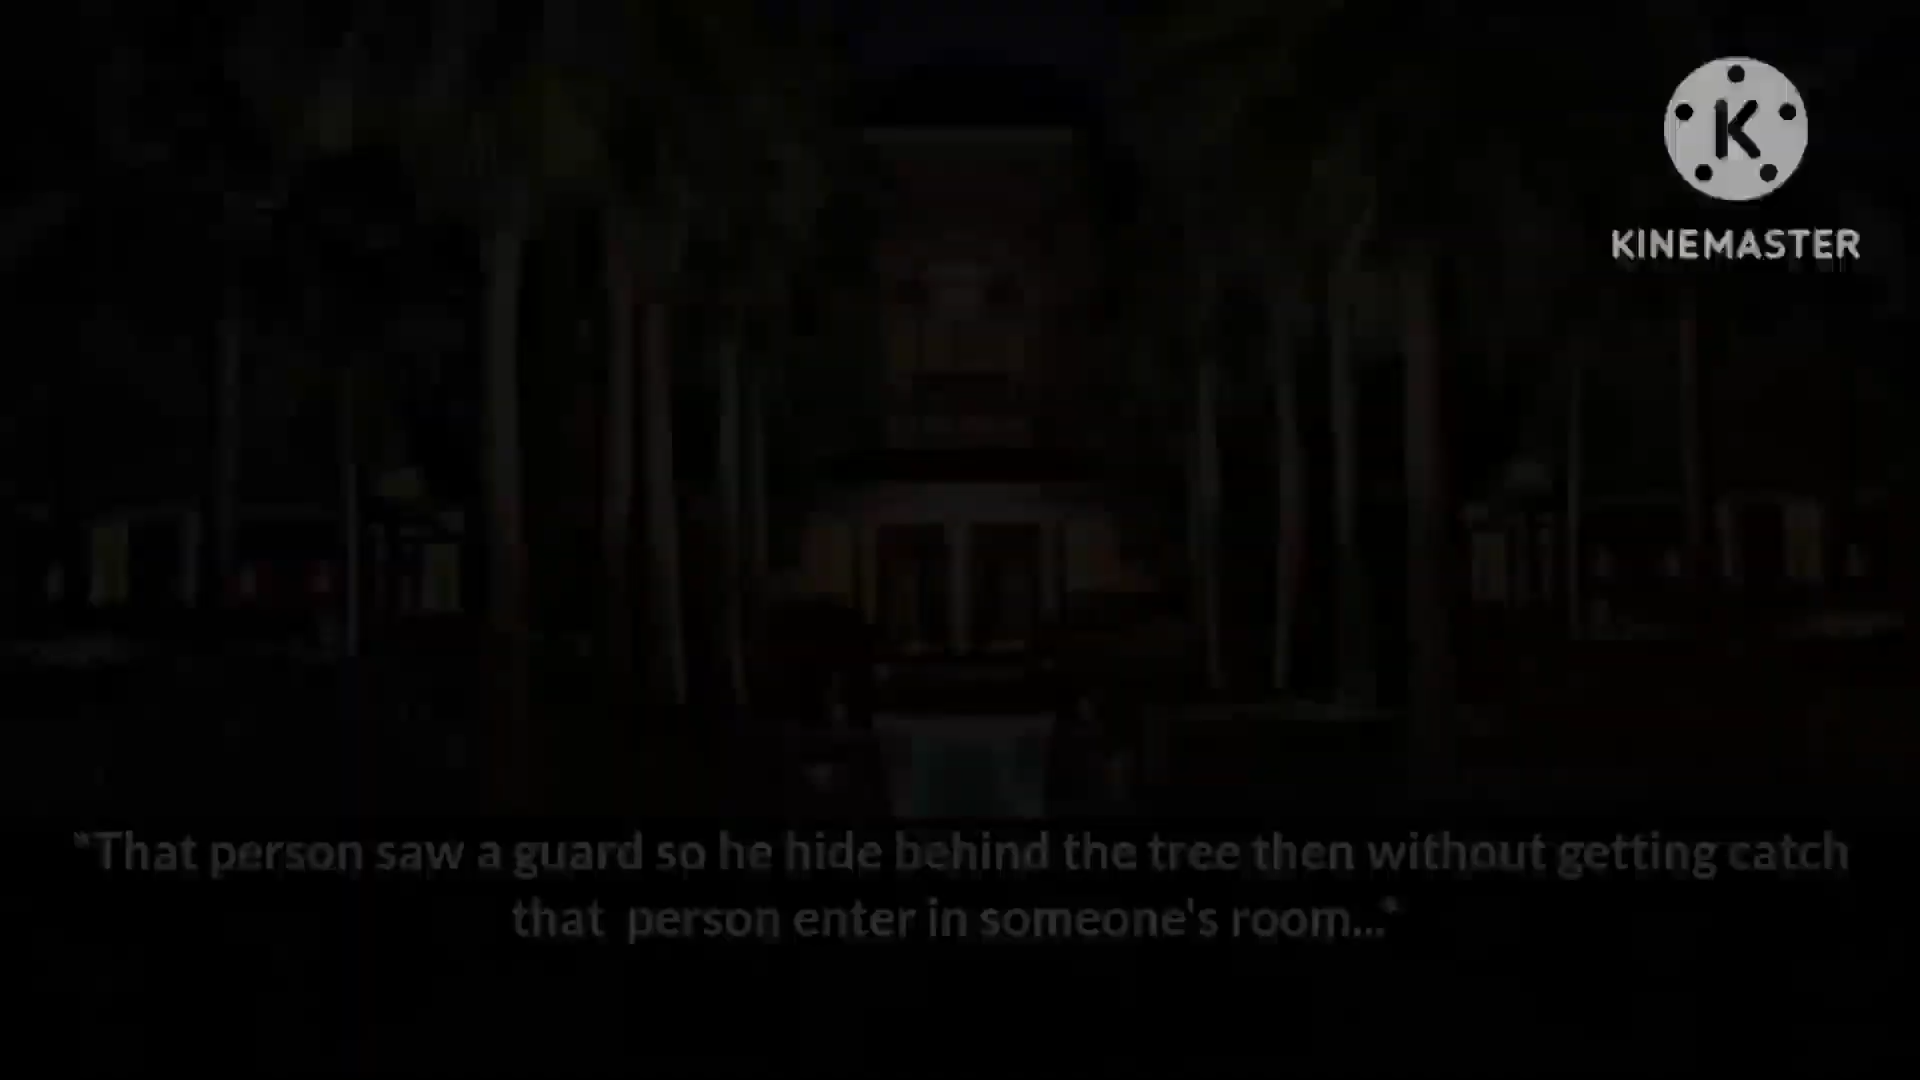 K
KINEMASTER
"That person saw a guard so he hide behind the tree then without getting catch
that  person enter in someone's room..."